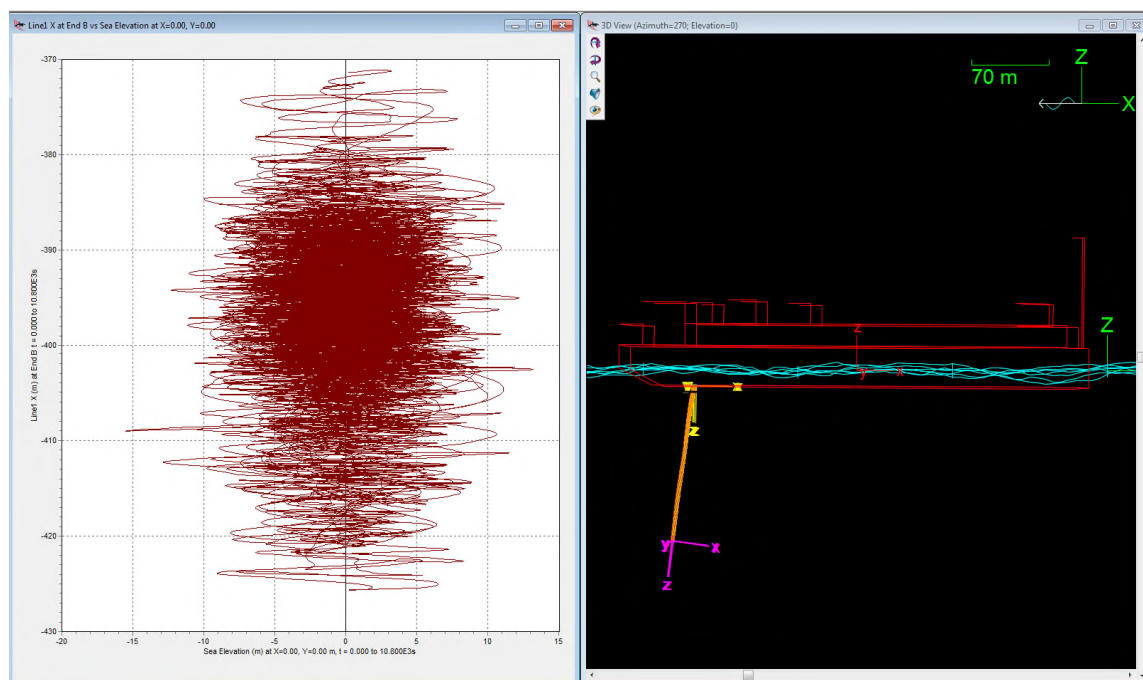 Line1 X at End B vs Sea Elevation at X=0.00, Y=0.00
-370
-380
-390
-400
-410
-420
-430
Line1 X (m) at End B t = 0.000 to 10.800E3s
-20
-15
-10
-5
0
5
10
15
Sea Elevation (m) at X=0.00, Y=0.00 m, t = 0.000 to 10.800E3s
3D View (Azimuth=270; Elevation=0)
70 m
Z
X
z
y
x
Z
x
z
y
x
z